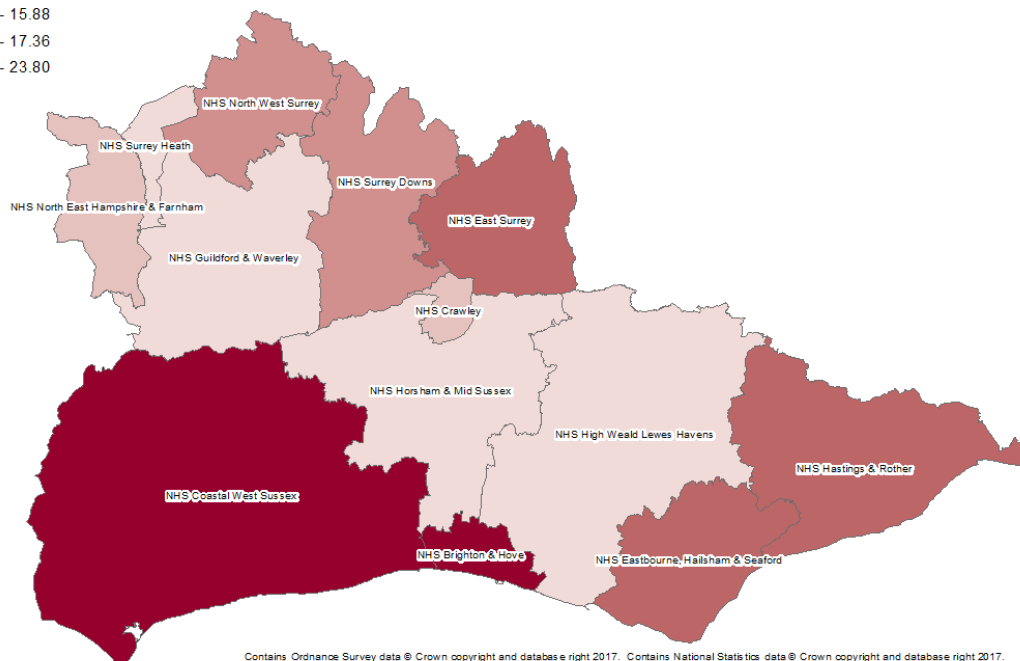 - 15.88
- 17.36
- 23.80
NHS North West Surrey
NHS Surrey Heath
NHS Surrey Downs
NHS North East Hampshire & Farnham
NHS East Surrey
NHS Guildford & Waverley
NHS Crawley
NHS Horsham & Mid Sussex
NHS High Weald Lewes Havens
NHS Hastings & Rother
NHS Coastal West Sussex
NHS Brighton & Hove
NHS Eastbourne, Hailsham & Seaford
Contains Ordnance Survey data © Crown copyright and database right 2017. Contains National Statistics data © Crown copyright and database right 2017.